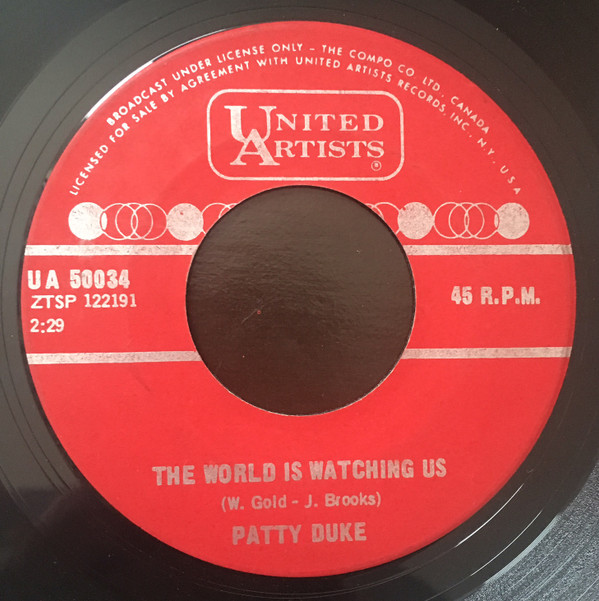 BROADCAST UNDER LICENSE ONLY - THE COMPO CO. LTD., CANADA
LICENSED FOR SALE BY AGREEMENT WITH UNITED ARTISTS RECORDS, INC., N.Y., U.S.A
UNITED
ARTISTS®
UA 50034
ZTSP 122191
2:29
45 R.P.M.
THE WORLD IS WATCHING US
(W. Gold - J. Brooks)
PATTY DUKE